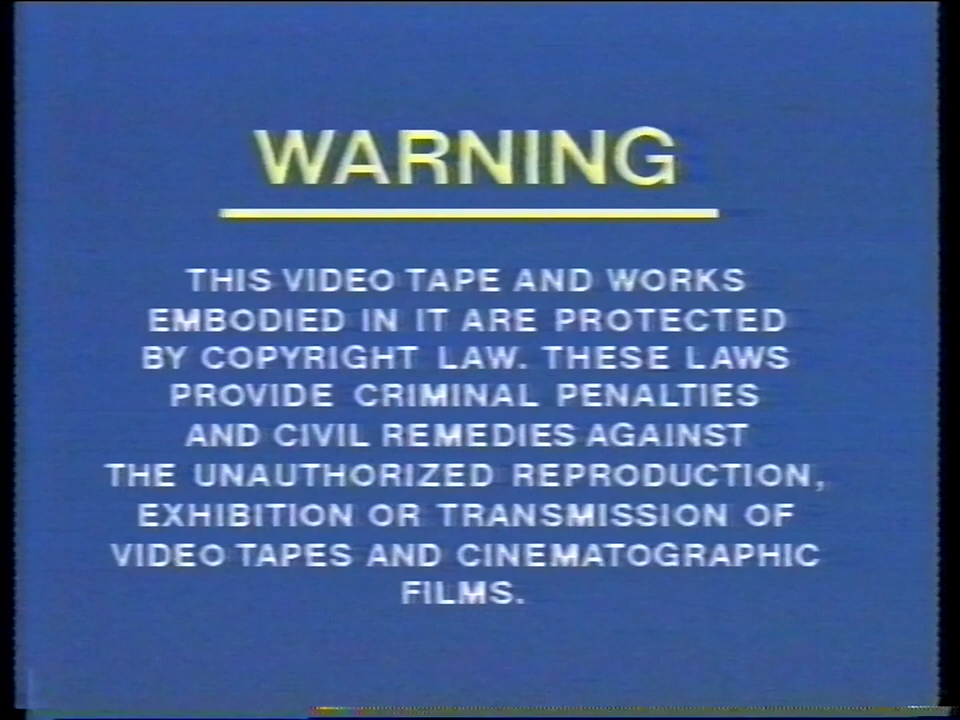 WARNING
THIS VIDEO TAPE AND WORKS
EMBODIED IN IT ARE PROTECTED
BY COPYRIGHT LAW. THESE LAWS
PROVIDE CRIMINAL PENALTIES
AND CIVIL REMEDIES AGAINST
THE UNAUTHORIZED REPRODUCTION,
EXHIBITION OR TRANSMISSION OF
VIDEO TAPES AND CINEMATOGRAPHIC
FILMS.